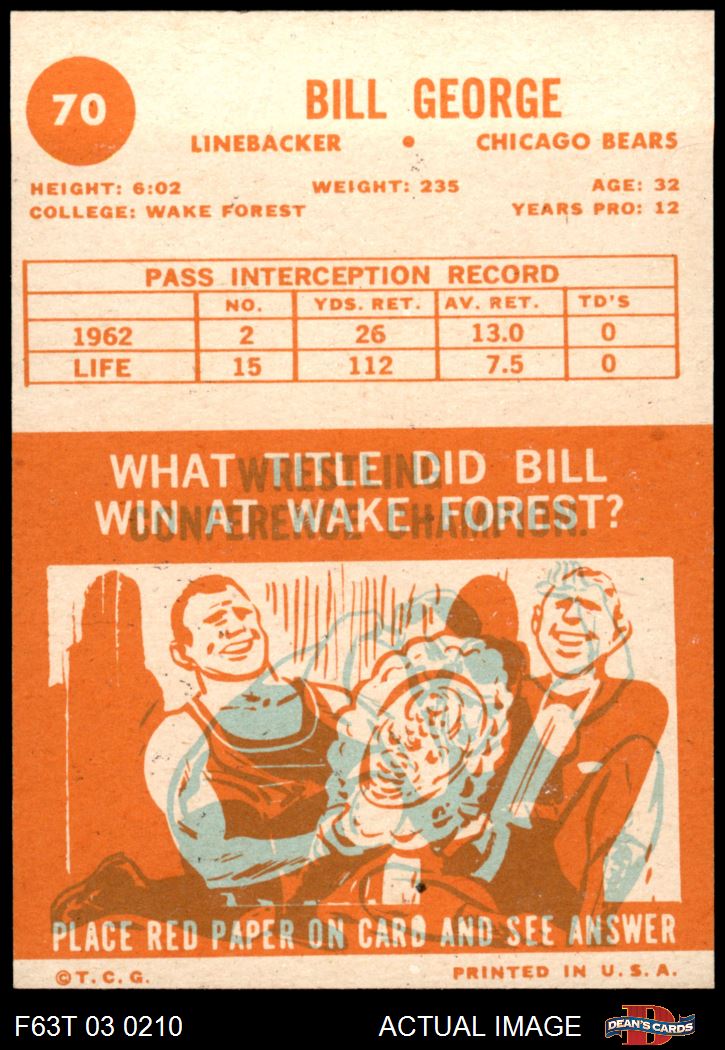 70
BILL GEORGE
LINEBACKER • CHICAGO BEARS
HEIGHT: 6:02 WEIGHT: 235 AGE: 32
COLLEGE: WAKE FOREST YEARS PRO: 12
PASS INTERCEPTION RECORD
NO. YDS. RET. AV. RET. TD'S
1962 2 26 13.0 0
LIFE 15 112 7.5 0
WHAT TITLE DID BILL
WIN AT WAKE FOREST?
WRESTLING
CONFERENCE CHAMPION.
PLACE RED PAPER ON CARD AND SEE ANSWER
©T.C.G. PRINTED IN U.S.A.
F63T 03 0210 ACTUAL IMAGE DEAN'S CARDS